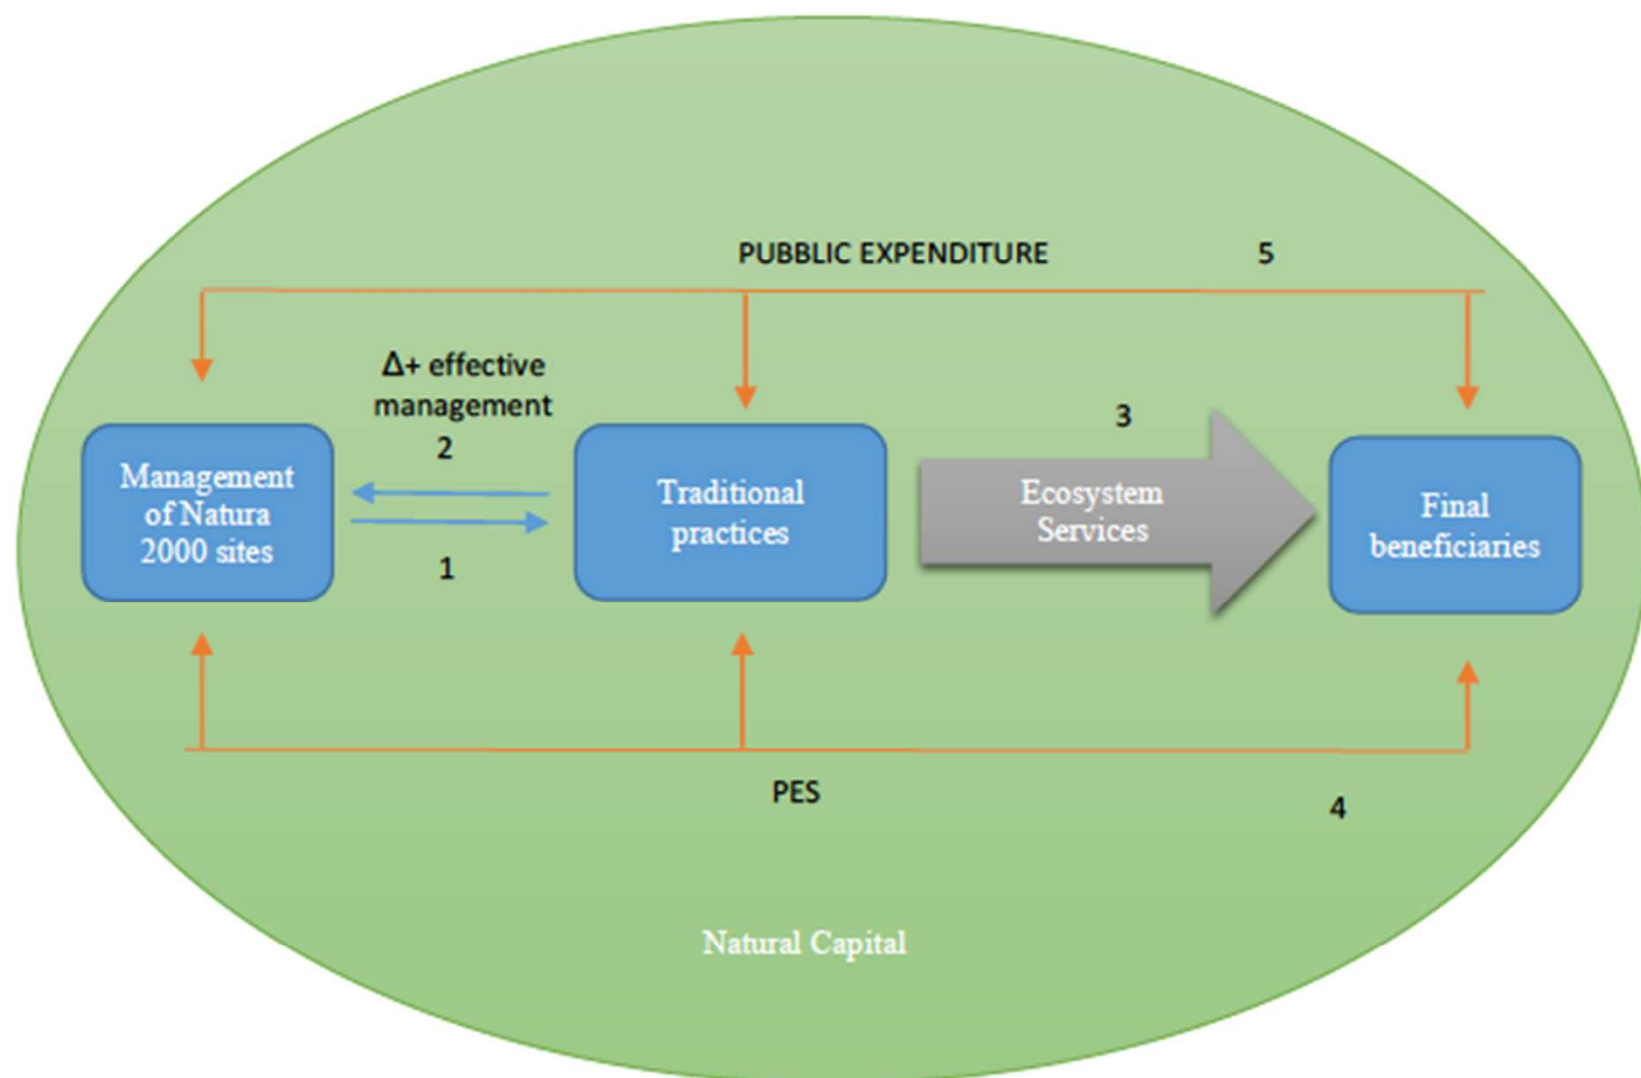 PUBBLIC EXPENDITURE 5
Δ+ effective
management
2
3
Management
of Natura
2000 sites
Traditional
practices
Ecosystem
Services
Final
beneficiaries
1
PES
4
Natural Capital